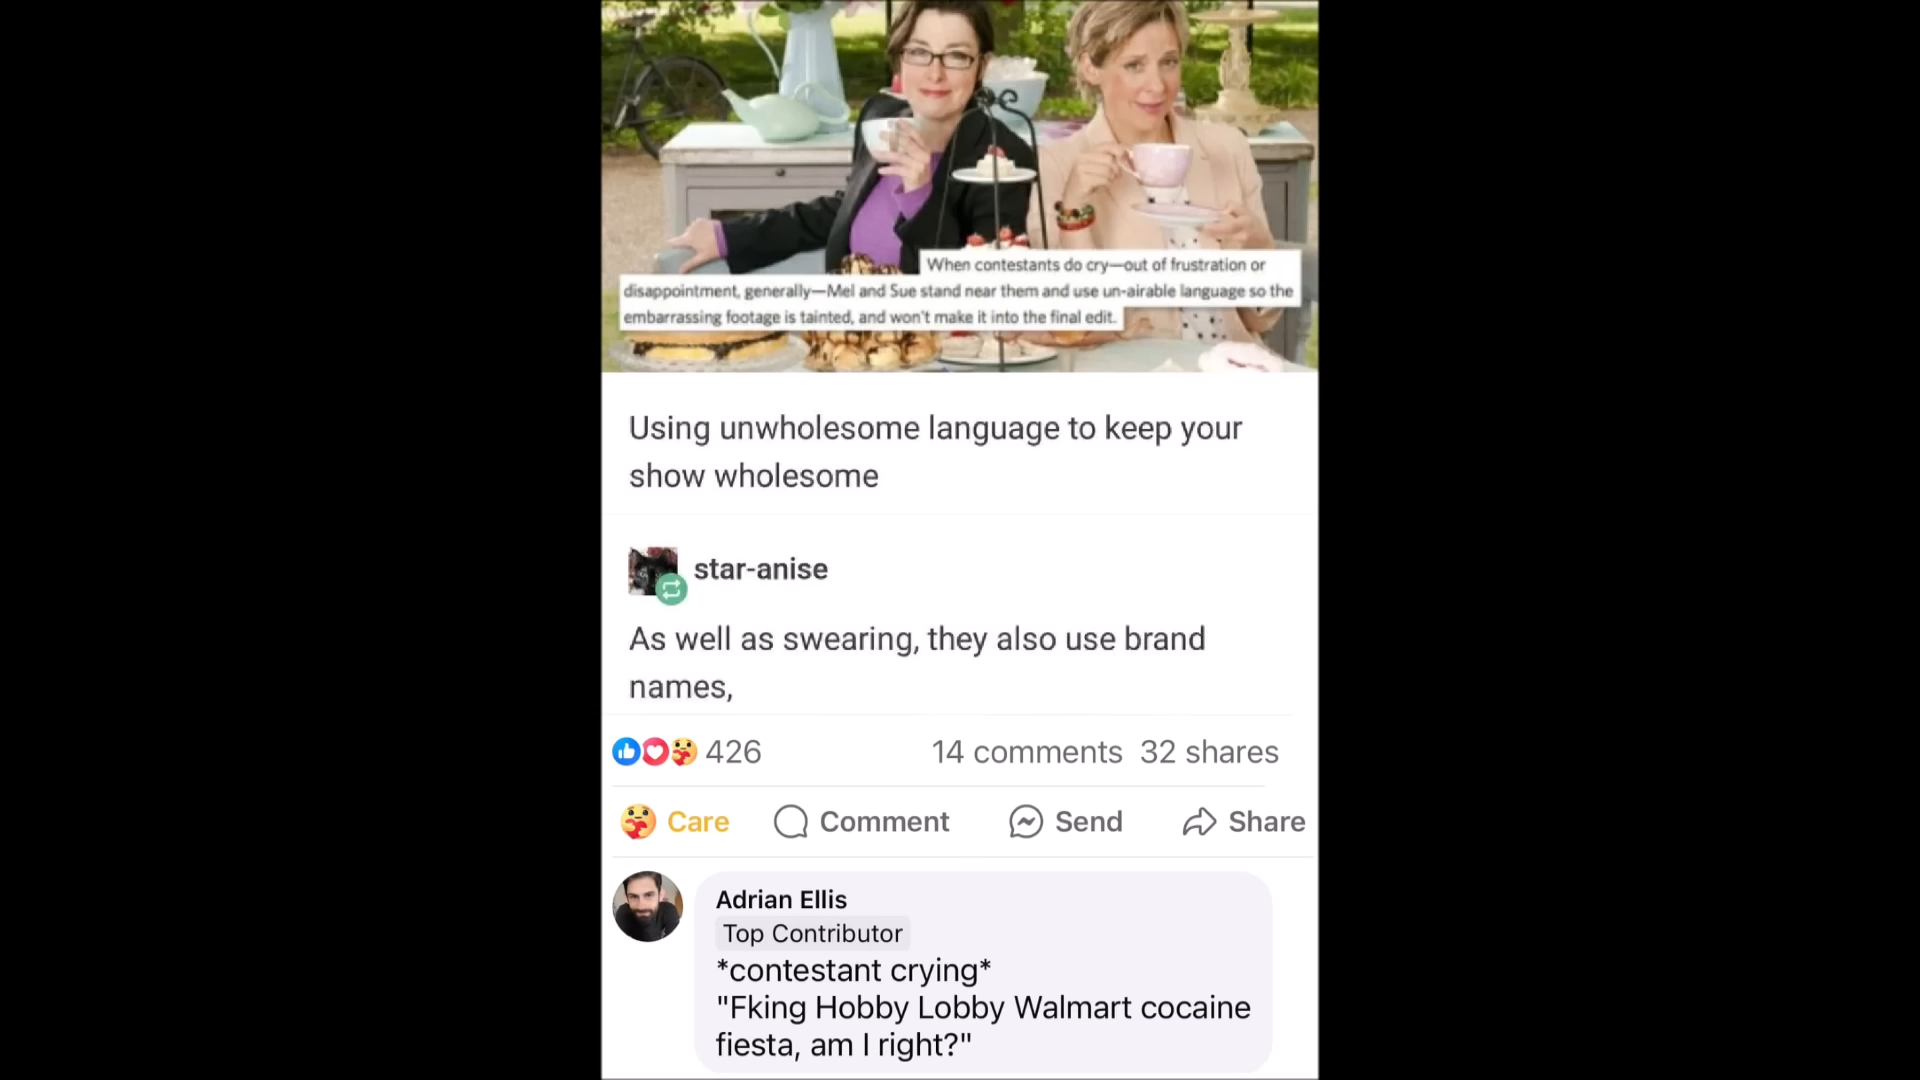 When contestants do cry—out of frustration or
disappointment, generally—Mel and Sue stand near them and use un-airable language so the
embarrassing footage is tainted, and won't make it into the final edit.
Using unwholesome language to keep your
show wholesome
star-anise
As well as swearing, they also use brand
names,
426
14 comments 32 shares
Care Comment Send Share
Adrian Ellis
Top Contributor
*contestant crying*
"Fking Hobby Lobby Walmart cocaine
fiesta, am I right?"